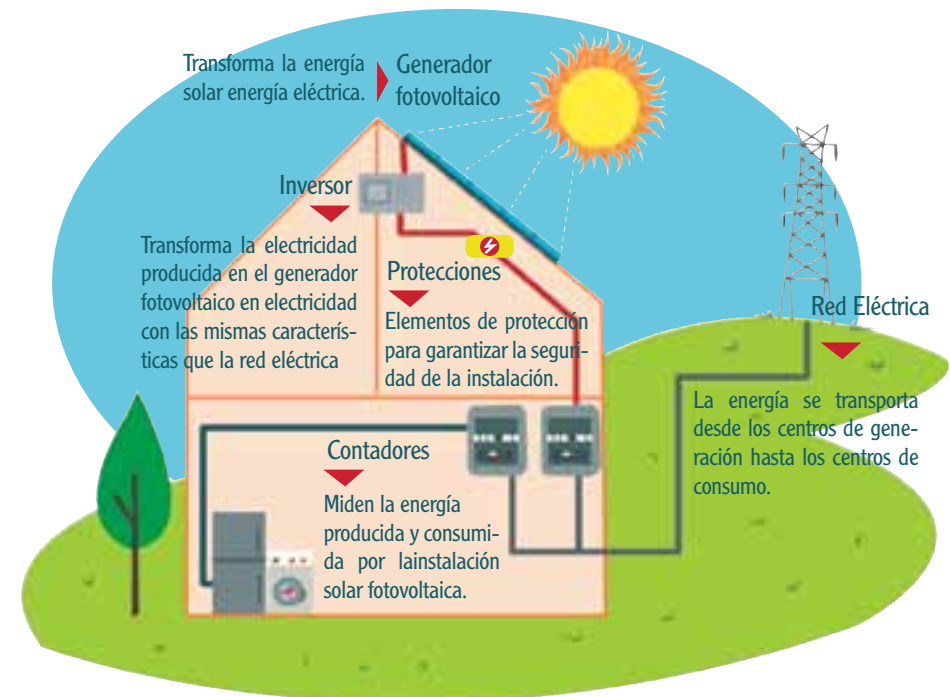 Transforma la energía
solar energía eléctrica.
Generador
fotovoltaico
Inversor
Transforma la electricidad
producida en el generador
fotovoltaico en electricidad
con las mismas caracterís-
ticas que la red eléctrica
Protecciones
Elementos de protección
para garantizar la seguri-
dad de la instalación.
Red Eléctrica
La energía se transporta
desde los centros de gene-
ración hasta los centros de
consumo.
Contadores
Miden la energía
producida y consumi-
da por lainstalación
solar fotovoltaica.